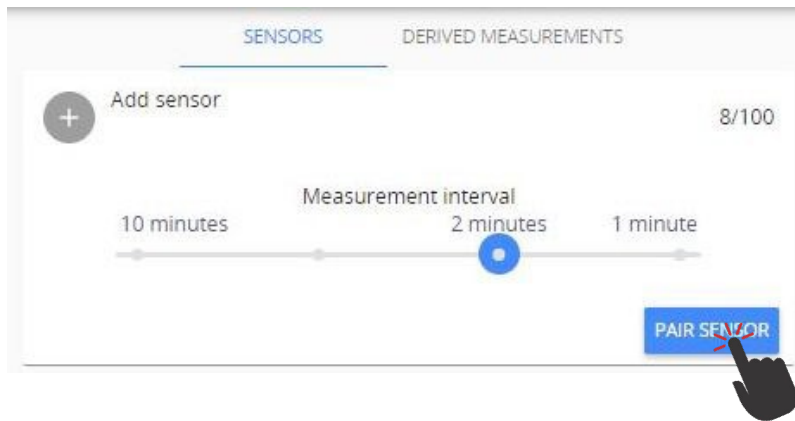 SENSORS DERIVED MEASUREMENTS
Add sensor
8/100
Measurement interval
10 minutes 2 minutes 1 minute
PAIR SENSOR